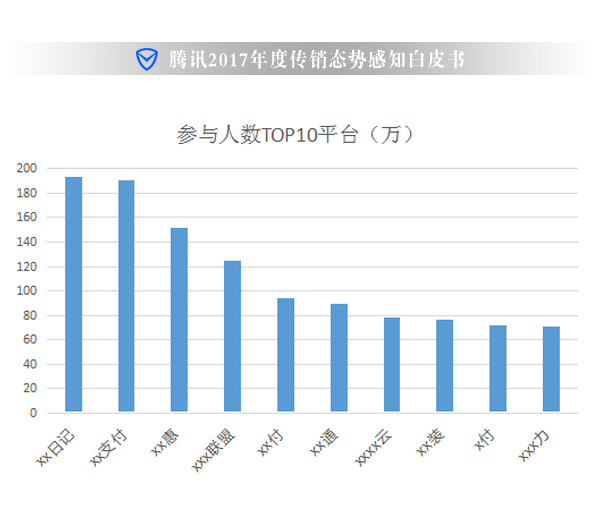 腾讯2017年度传销态势感知白皮书
参与人数TOP10平台（万）
200
180
160
140
120
100
80
60
40
20
0
xx日记
xx支付
xx惠
xxx联盟
xx付
xx通
xxxx云
xx装
x付
xxx力